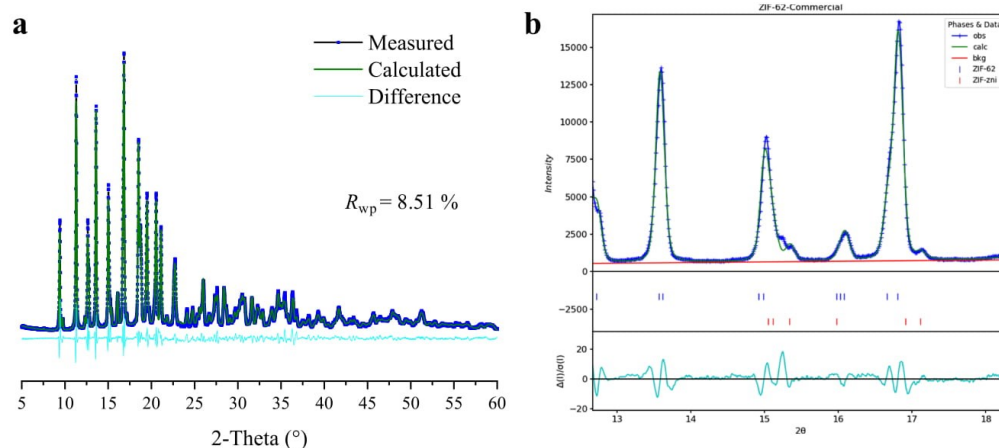 a
Measured
Calculated
Difference
Rwp = 8.51 %
5 10 15 20 25 30 35 40 45 50 55 60
2-Theta (°)
b
ZIF-62-Commercial
Phases & Data
obs
calc
bkg
ZIF-62
ZIF-zni
Intensity
15000
12500
10000
7500
5000
2500
0
−2500
Δ(I)/σ(I)
20
0
−20
13 14 15 16 17 18
2θ